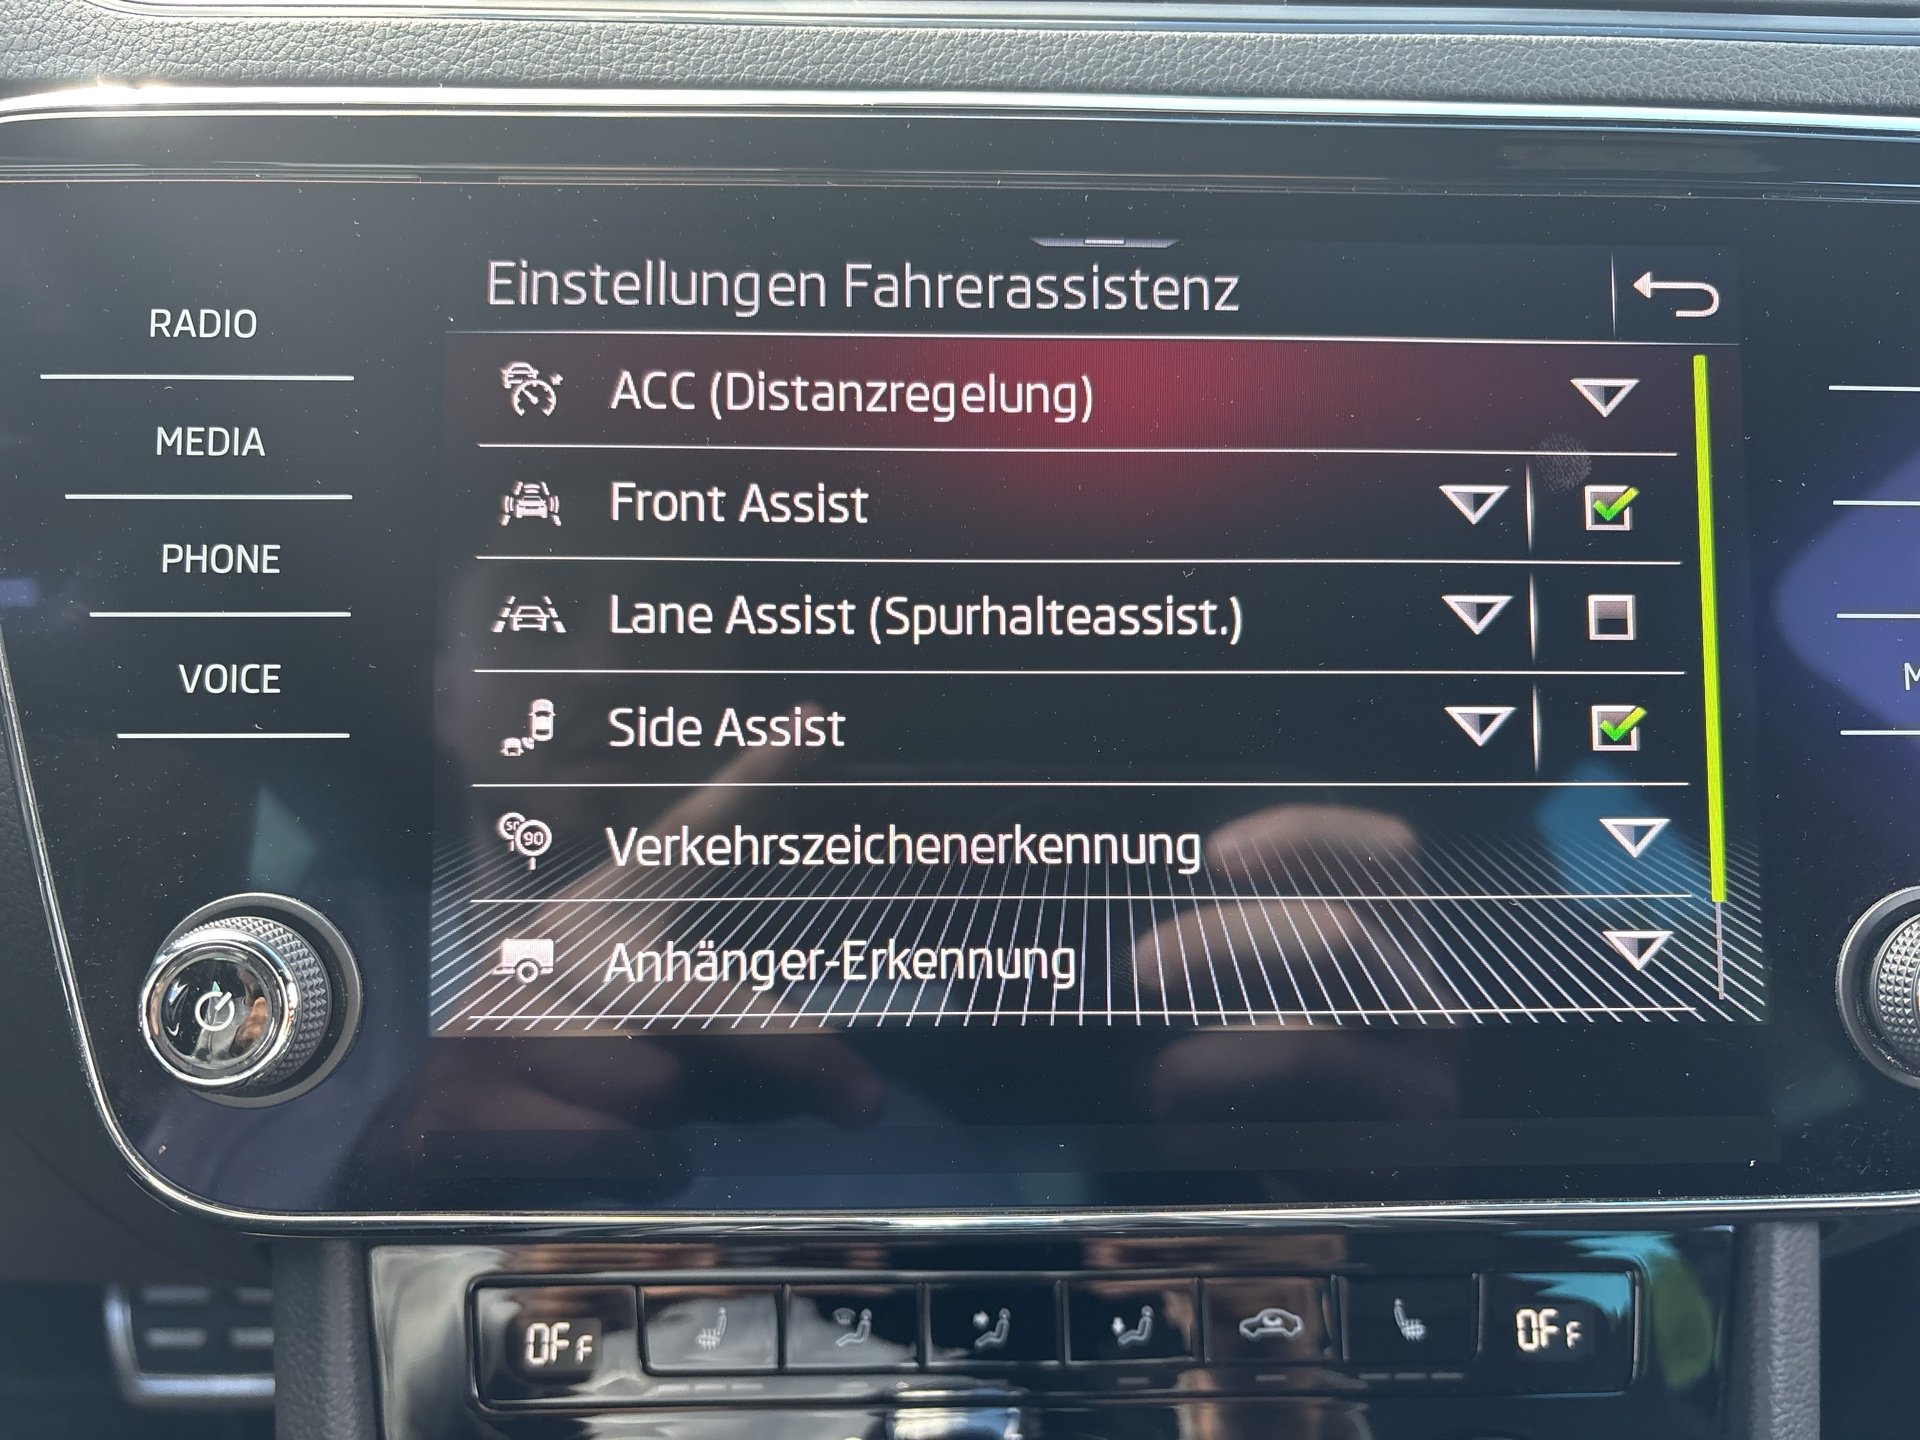 RADIO
MEDIA
PHONE
VOICE
Einstellungen Fahrerassistenz
ACC (Distanzregelung)
Front Assist
Lane Assist (Spurhalteassist.)
Side Assist
90
Verkehrszeichenerkennung
Anhänger-Erkennung
M
OFF
OFF